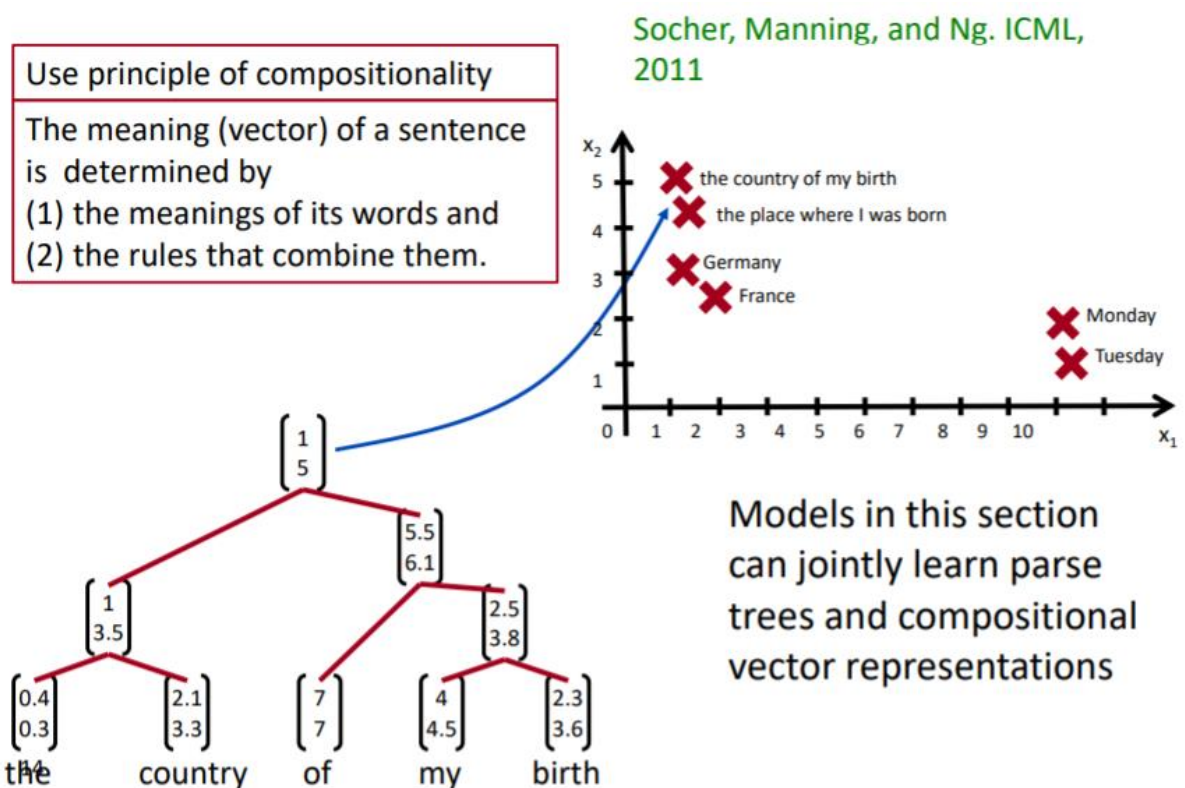 Socher, Manning, and Ng. ICML,
2011
Use principle of compositionality
The meaning (vector) of a sentence
is determined by
(1) the meanings of its words and
(2) the rules that combine them.
x2
5
4
3
2
1
0 1 2 3 4 5 6 7 8 9 10
x1
the country of my birth
the place where I was born
Germany
France
Monday
Tuesday
1
5
5.5
6.1
1
3.5
2.5
3.8
0.4 2.1 7 4 2.3
0.3 3.3 7 4.5 3.6
14
the country of my birth
Models in this section
can jointly learn parse
trees and compositional
vector representations